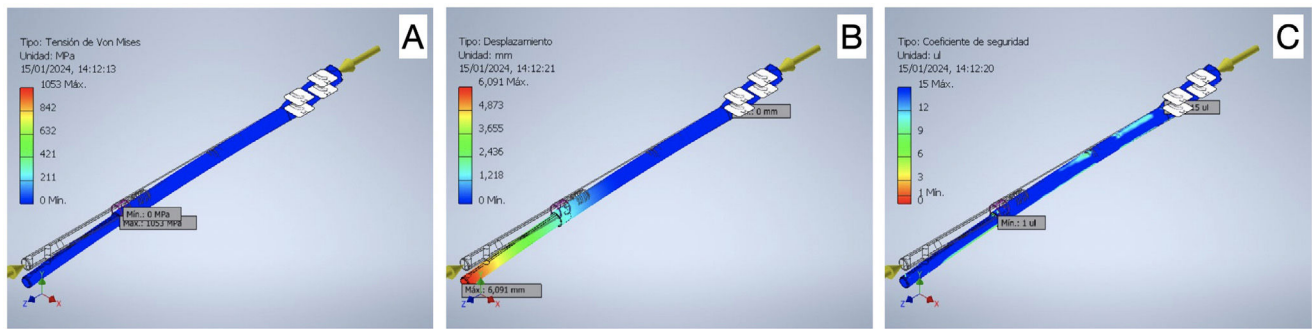 A
Tipo: Tensión de Von Mises
Unidad: MPa
15/01/2024, 14:12:13
1053 Máx.
842
632
421
211
0 Mín.
Mín.: 0 MPa
Máx.: 1053 MPa
Z
Y
X
B
Tipo: Desplazamiento
Unidad: mm
15/01/2024, 14:12:21
6,091 Máx.
4,873
3,655
2,436
1,218
0 Mín.
0 mm
Máx.: 6,091 mm
Z
X
C
Tipo: Coeficiente de seguridad
Unidad: ul
15/01/2024, 14:12:20
15 Máx.
12
9
6
3
1 Mín.
0
15 ul
Mín.: 1 ul
Z
Y
X